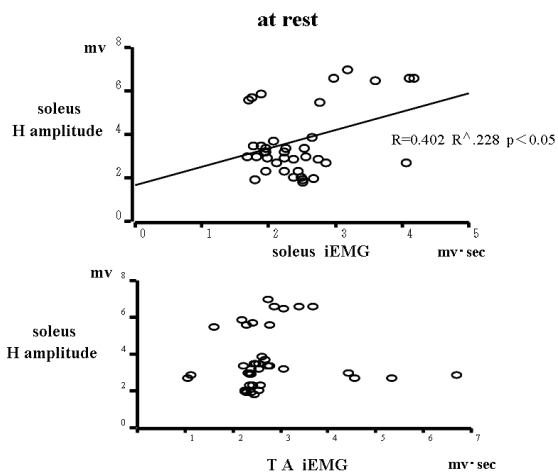 at rest
mv
8
6
4
2
0
soleus
H amplitude
R=0.402 R^.228 p<0.05
0 1 2 3 4 5
soleus iEMG mv·sec
mv
8
6
4
2
0
soleus
H amplitude
1 2 3 4 5 6 7
T A iEMG mv·sec